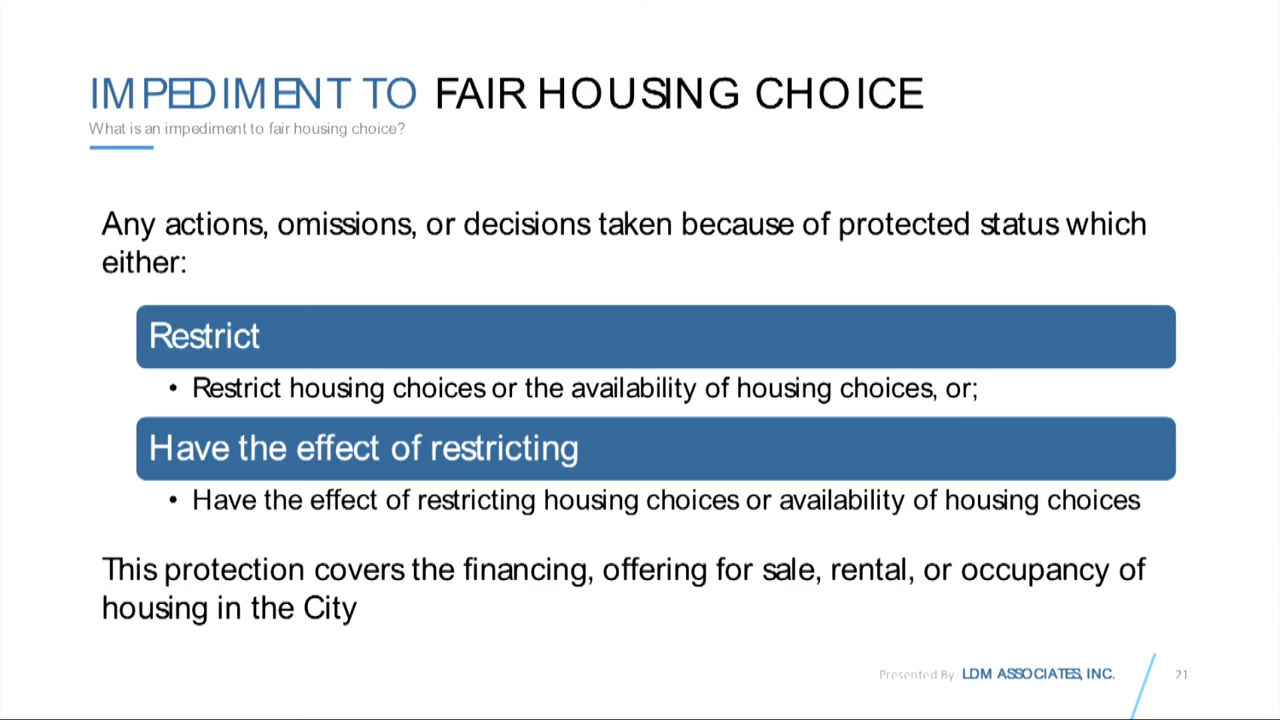 IMPEDIMENT TO FAIR HOUSING CHOICE
What is an impediment to fair housing choice?
Any actions, omissions, or decisions taken because of protected status which
either:
Restrict
• Restrict housing choices or the availability of housing choices, or;
Have the effect of restricting
• Have the effect of restricting housing choices or availability of housing choices
This protection covers the financing, offering for sale, rental, or occupancy of
housing in the City
Presented By: LDM ASSOCIATES, INC. 21